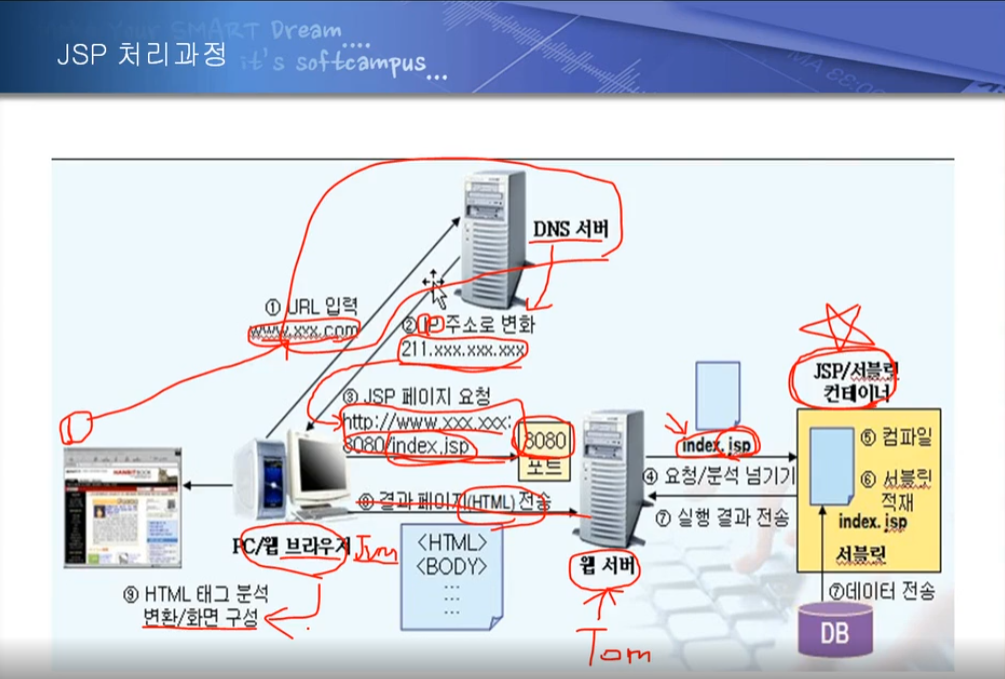 SMART Dream
....
JSP 처리과정
it's softcampus...
DNS 서버
① URL 입력
www.xxx.com
② IP 주소로 변화
211.xxx.xxx.xxx
③ JSP 페이지 요청
http://www.xxx.xxx:
8080/index.jsp
8080
포트
index.jsp
JSP/서블릿
컨테이너
⑤ 컴파일
⑥ 서블릿
적재
index.jsp
서블릿
④ 요청/분석 넘기기
⑦ 실행 결과 전송
⑧ 결과 페이지(HTML) 전송
PC/웹 브라우저
Jim
<HTML>
<BODY>
...
...
웹 서버
Tom
⑨ HTML 태그 분석
변환/화면 구성
⑦데이터 전송
DB